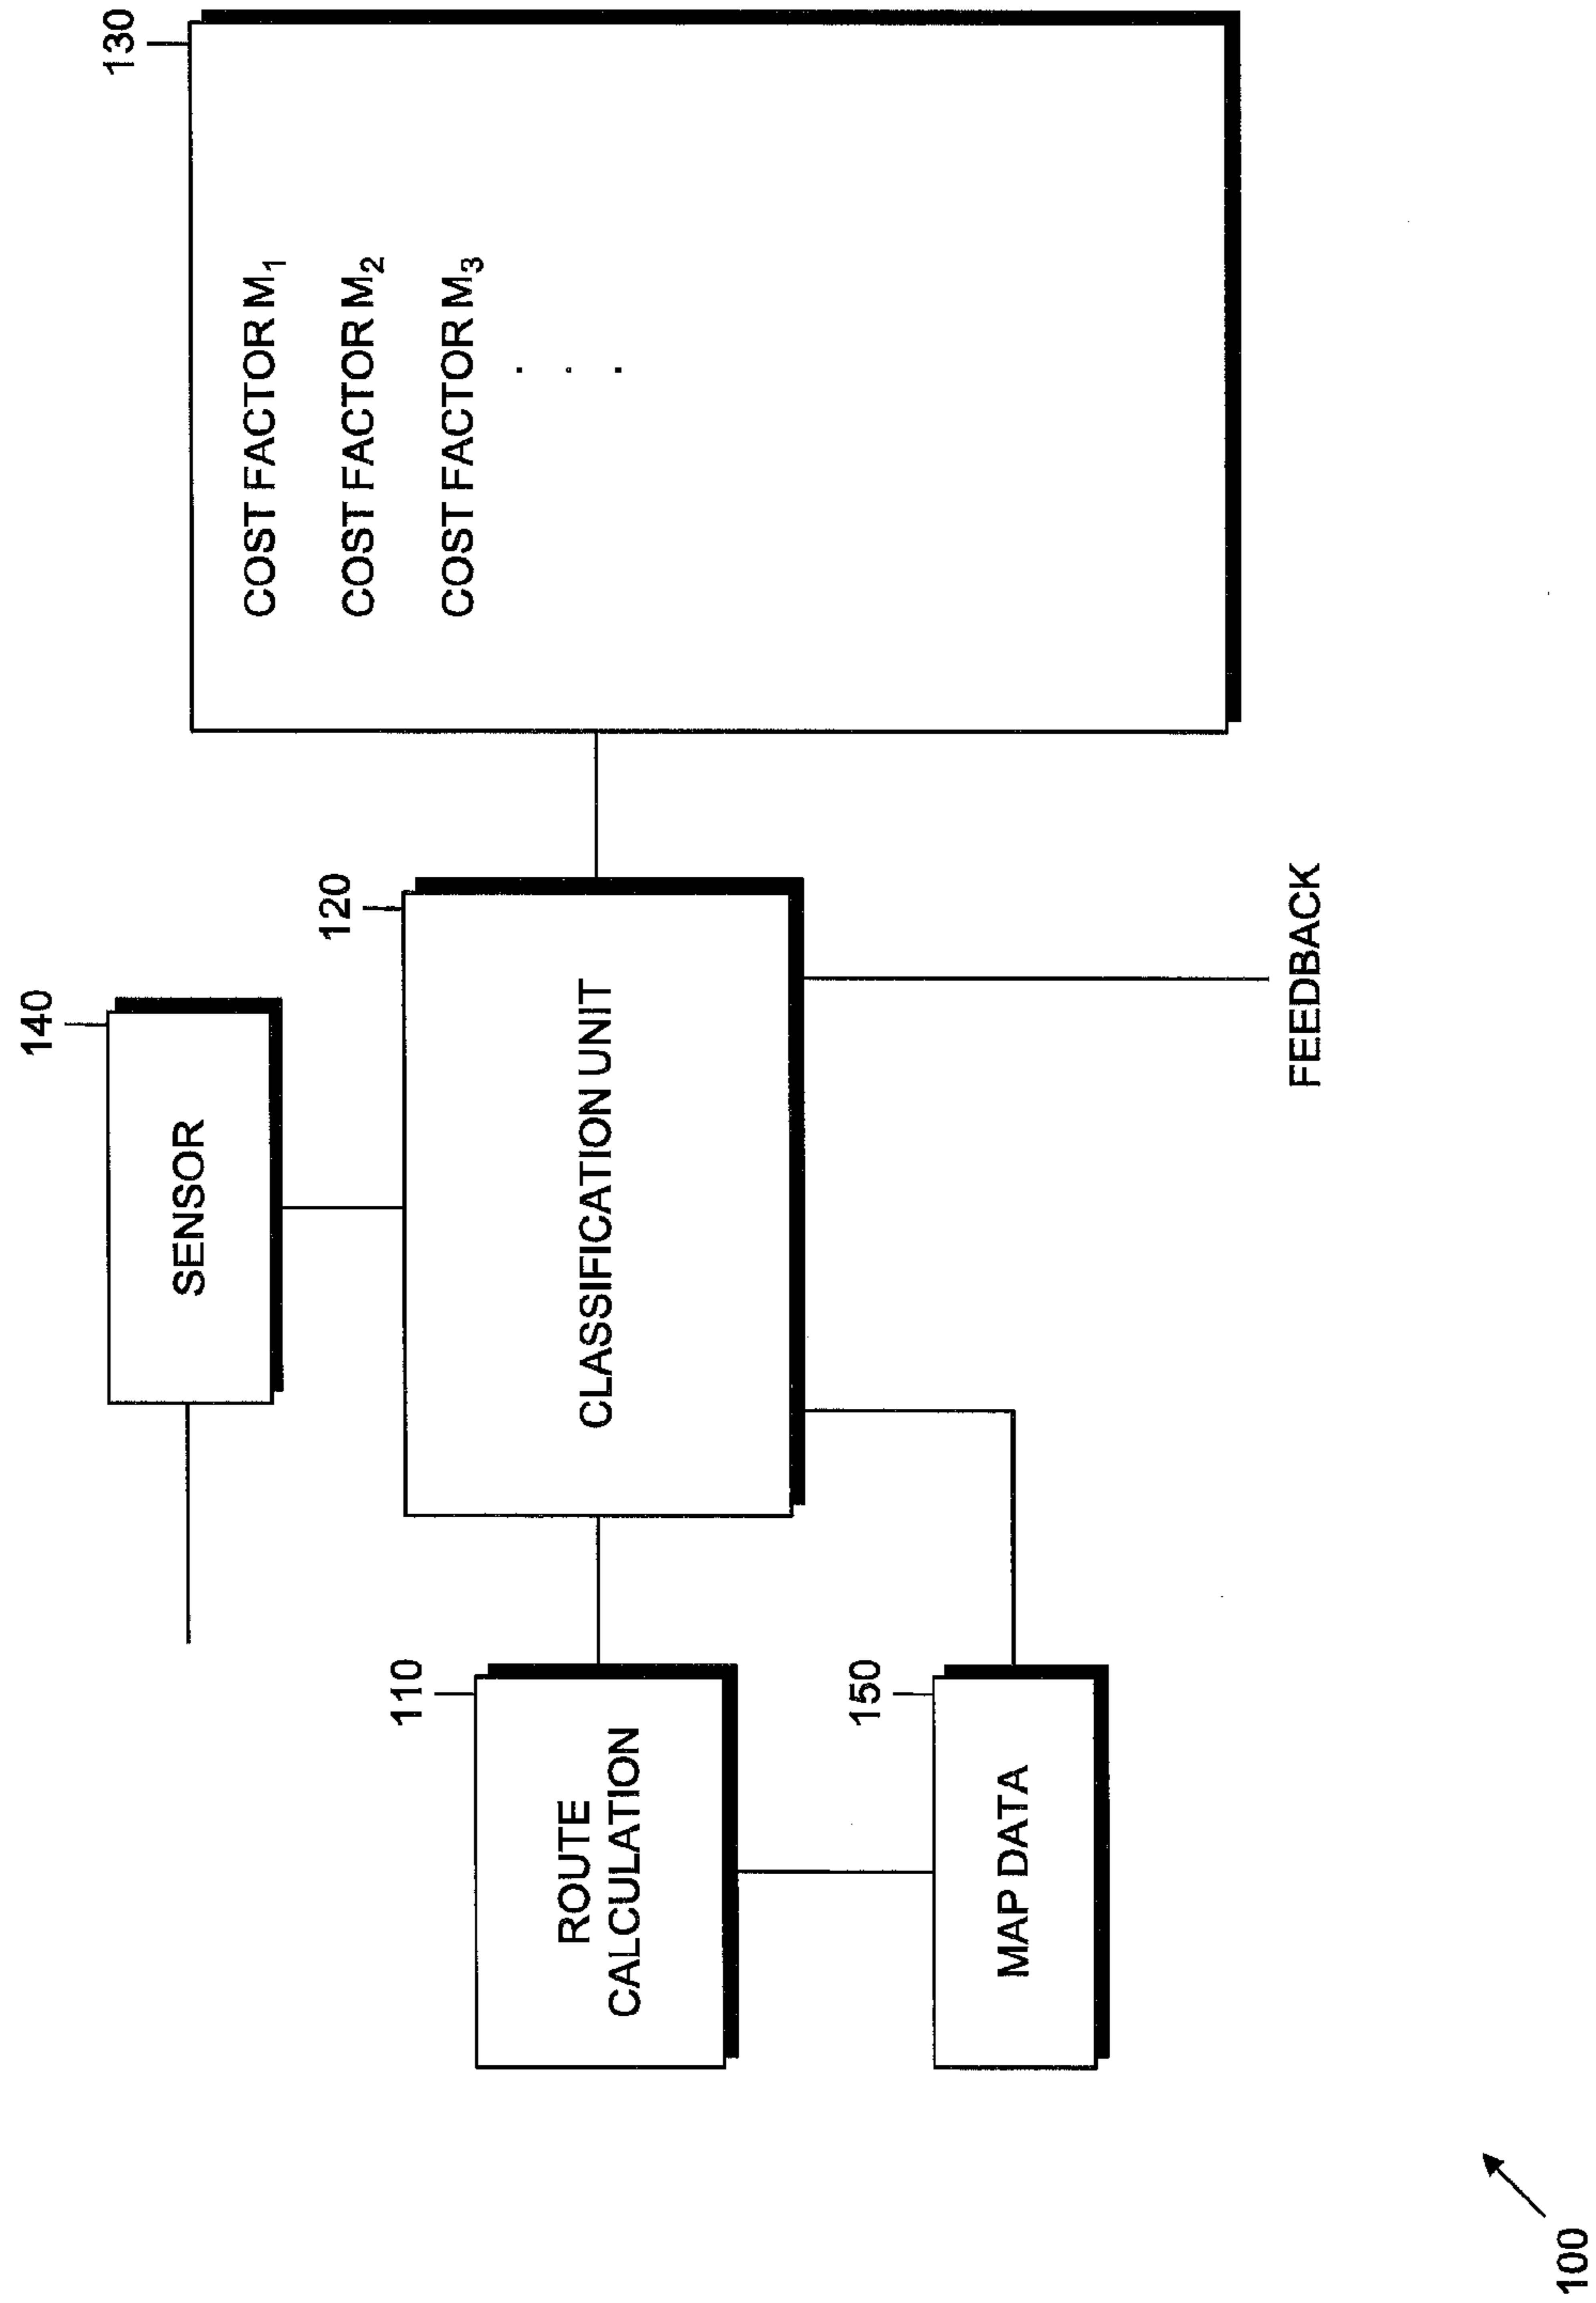 140
SENSOR
130
COST FACTOR M₁
COST FACTOR M₂
COST FACTOR M₃
.
.
.
120
CLASSIFICATION UNIT
110
ROUTE
CALCULATION
150
MAP DATA
FEEDBACK
100